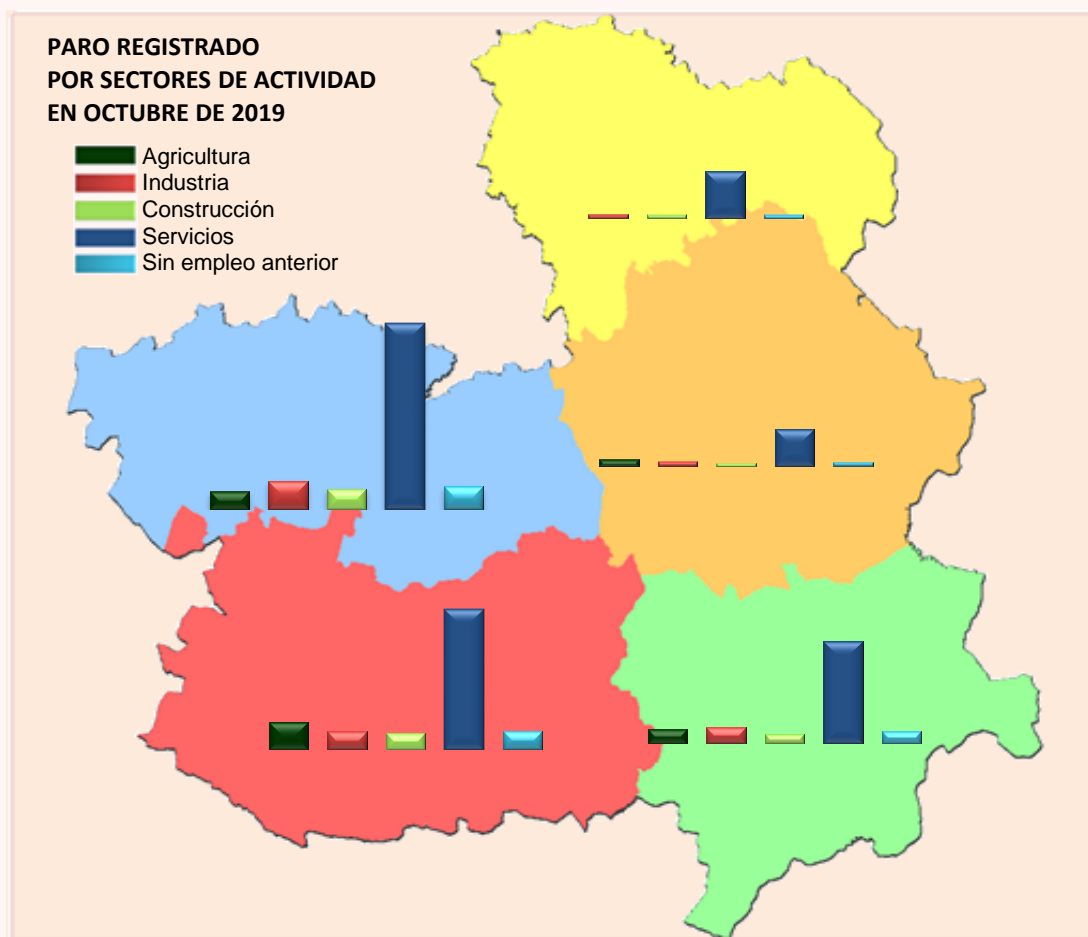 PARO REGISTRADO
POR SECTORES DE ACTIVIDAD
EN OCTUBRE DE 2019
Agricultura
Industria
Construcción
Servicios
Sin empleo anterior